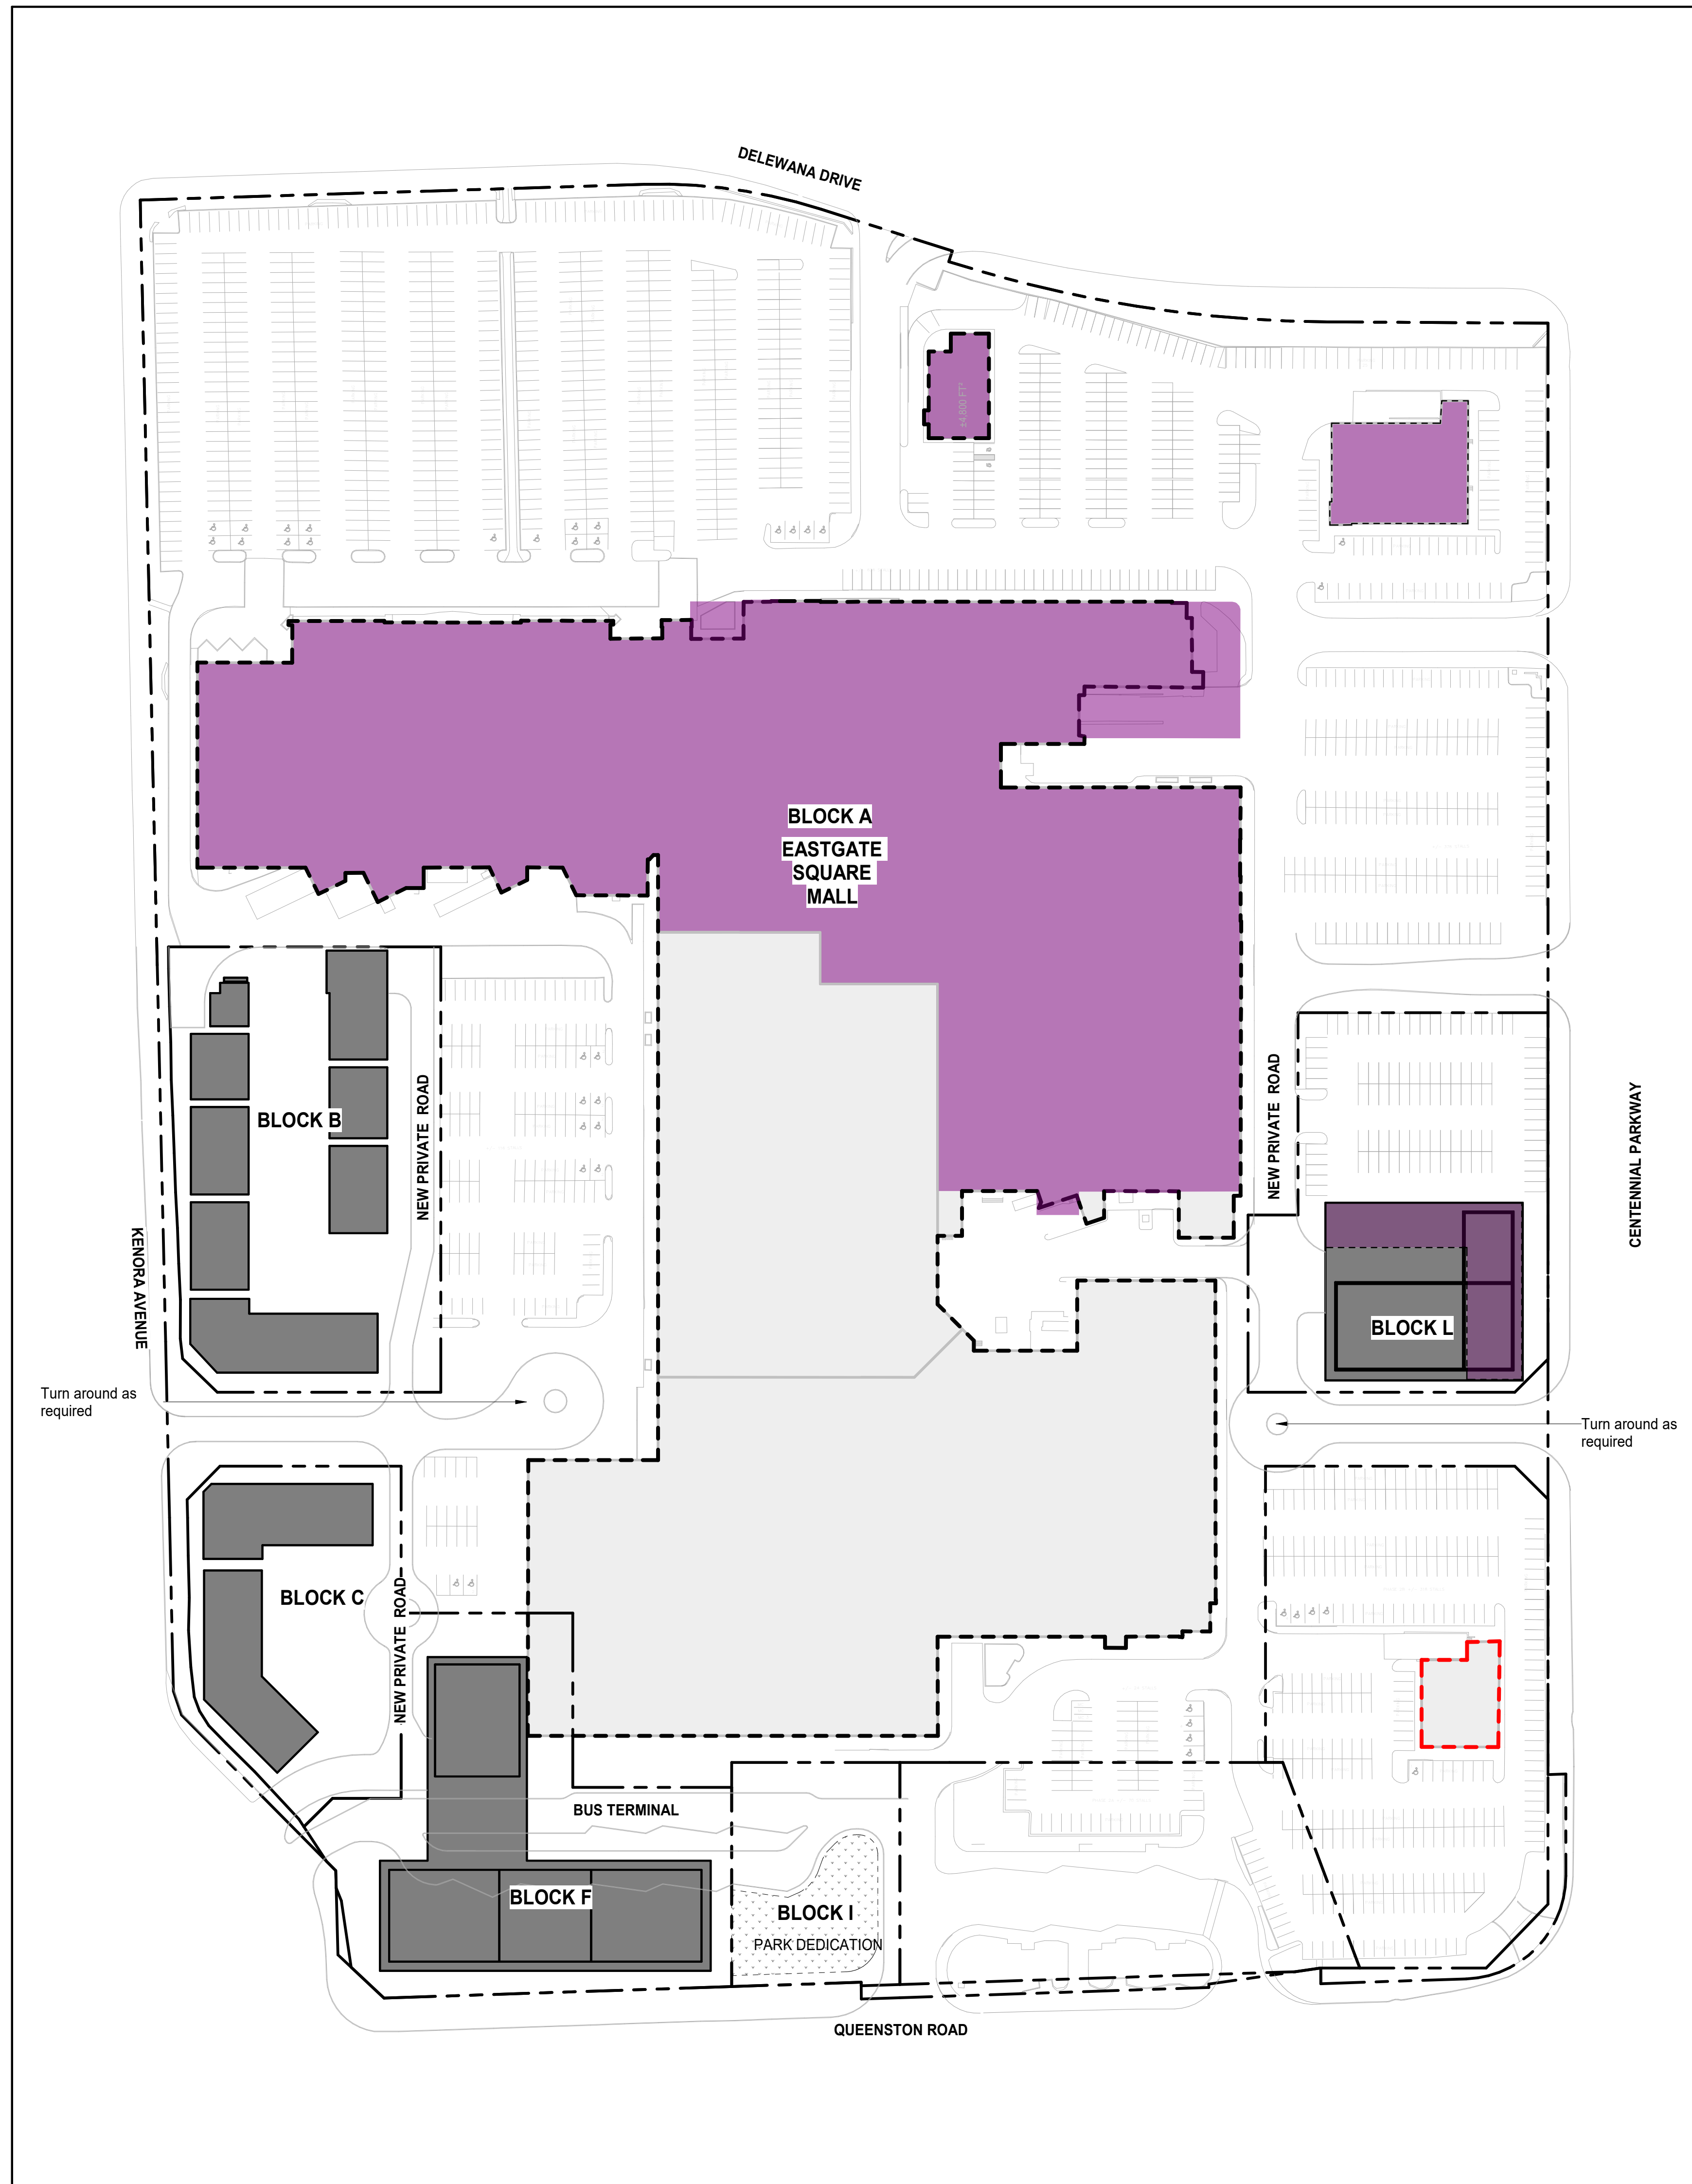 DELEWANA DRIVE
±4,800 FT²
BLOCK A
EASTGATE
SQUARE
MALL
NEW PRIVATE ROAD
CENTENNIAL PARKWAY
BLOCK B
NEW PRIVATE ROAD
KENORA AVENUE
BLOCK L
Turn around as
required
Turn around as
required
BLOCK C
NEW PRIVATE ROAD
BUS TERMINAL
BLOCK F
BLOCK I
PARK DEDICATION
QUEENSTON ROAD